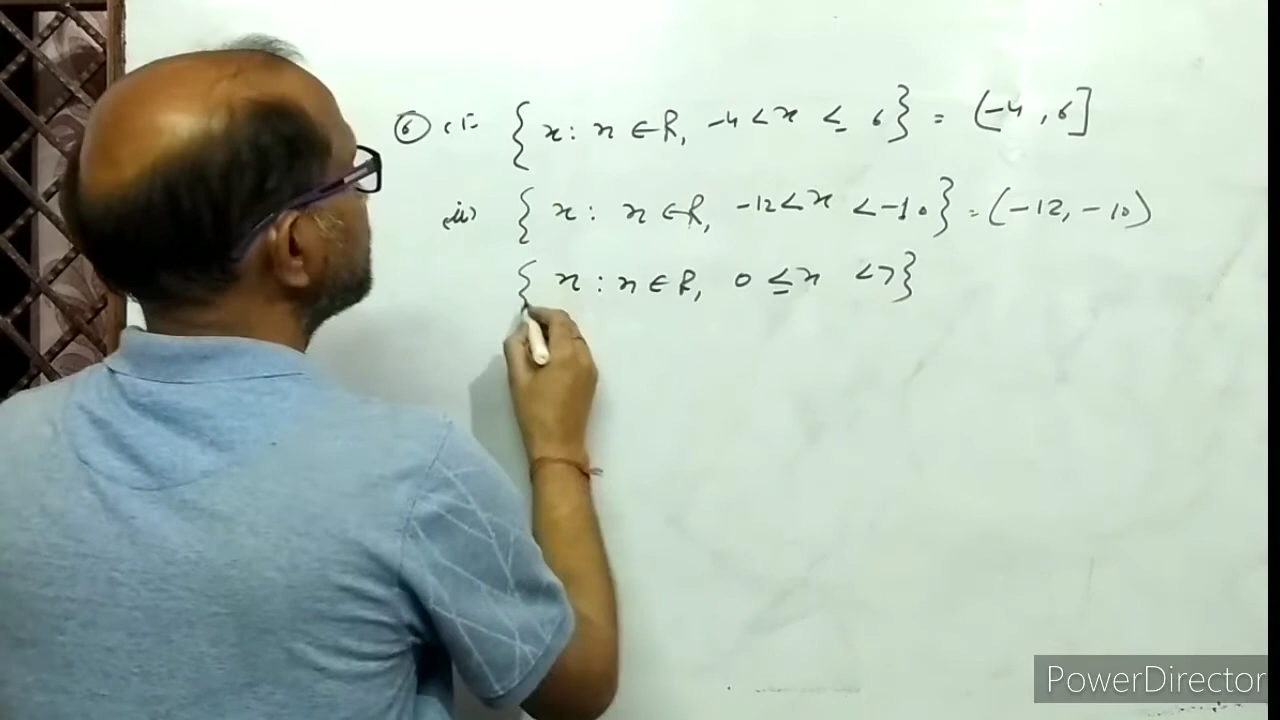 ⑥ (i) {x : x ∈ R, -4 < x ≤ 6} = (-4, 6]
(ii) {x : x ∈ R, -12 < x < -10} = (-12, -10)
{x : x ∈ R, 0 ≤ x < 7}
PowerDirector